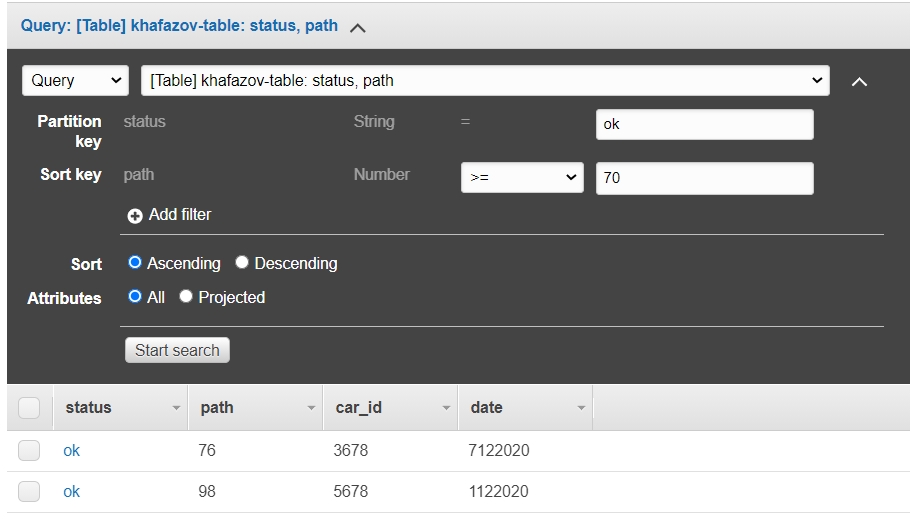 Query: [Table] khafazov-table: status, path
Query [Table] khafazov-table: status, path
Partition key status String = ok
Sort key path Number >= 70
Add filter
Sort Ascending Descending
Attributes All Projected
Start search
status path car_id date
ok 76 3678 7122020
ok 98 5678 1122020